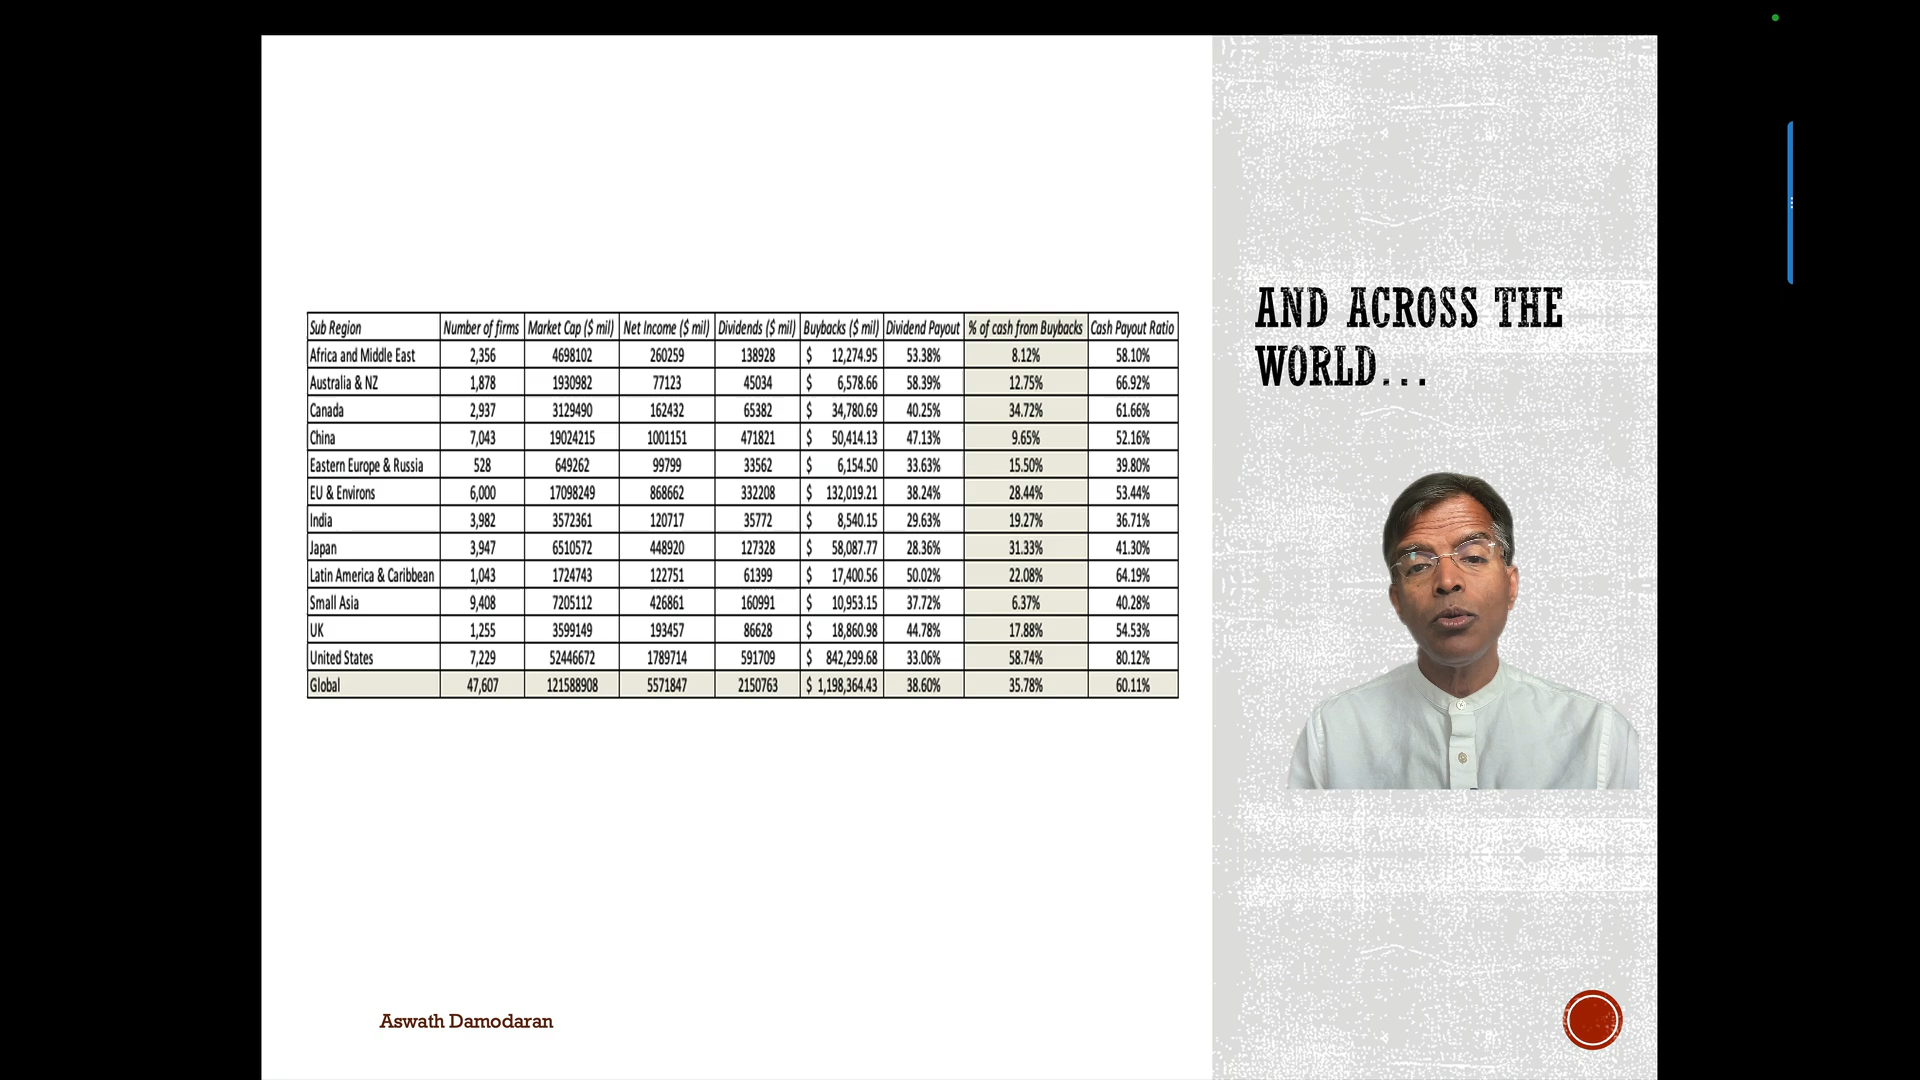 Sub Region Number of firms Market Cap ($ mil) Net Income ($ mil) Dividends ($ mil) Buybacks ($ mil) Dividend Payout % of cash from Buybacks Cash Payout Ratio
Africa and Middle East 2,356 4698102 260259 138928 $ 12,274.95 53.38% 8.12% 58.10%
Australia & NZ 1,878 1930982 77123 45034 $ 6,578.66 58.39% 12.75% 66.92%
Canada 2,937 3129490 162432 65382 $ 34,780.69 40.25% 34.72% 61.66%
China 7,043 19024215 1001151 471821 $ 50,414.13 47.13% 9.65% 52.16%
Eastern Europe & Russia 528 649262 99799 33562 $ 6,154.50 33.63% 15.50% 39.80%
EU & Environs 6,000 17098249 868662 332208 $ 132,019.21 38.24% 28.44% 53.44%
India 3,982 3572361 120717 35772 $ 8,540.15 29.63% 19.27% 36.71%
Japan 3,947 6510572 448920 127328 $ 58,087.77 28.36% 31.33% 41.30%
Latin America & Caribbean 1,043 1724743 122751 61399 $ 17,400.56 50.02% 22.08% 64.19%
Small Asia 9,408 7205112 426861 160991 $ 10,953.15 37.72% 6.37% 40.28%
UK 1,255 3599149 193457 86628 $ 18,860.98 44.78% 17.88% 54.53%
United States 7,229 52446672 1789714 591709 $ 842,299.68 33.06% 58.74% 80.12%
Global 47,607 121588908 5571847 2150763 $ 1,198,364.43 38.60% 35.78% 60.11%
AND ACROSS THE
WORLD...
Aswath Damodaran